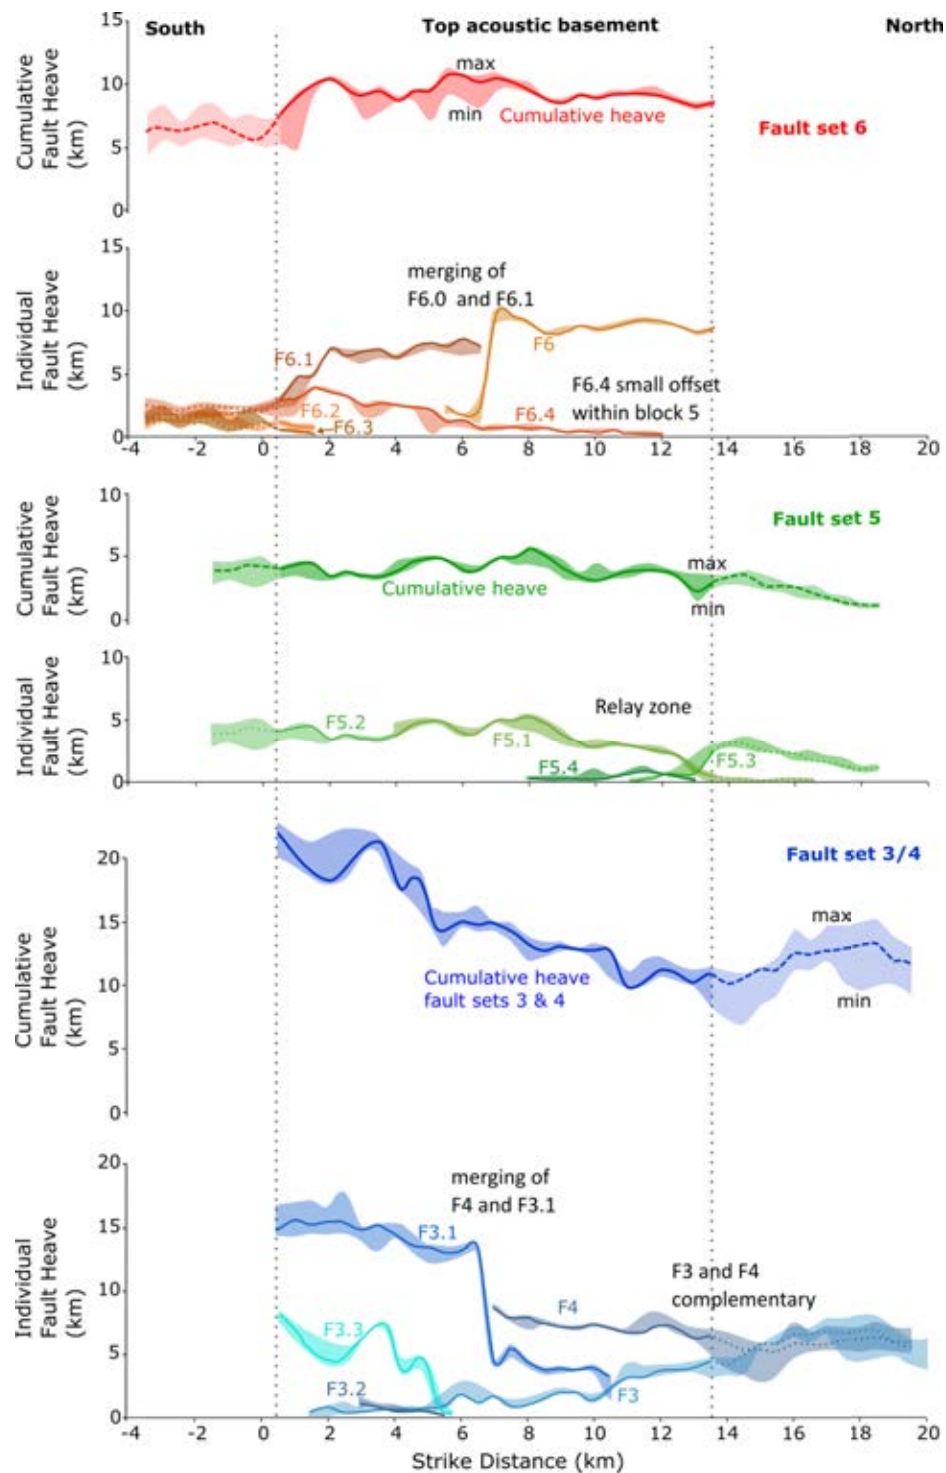 South
Top acoustic basement
North
Cumulative
Fault Heave
(km)
15
10
5
0
max
min
Cumulative heave
Fault set 6
Individual
Fault Heave
(km)
15
10
5
0
merging of
F6.0 and F6.1
F6.1
F6
F6.2
F6.3
F6.4
F6.4 small offset
within block 5
-2 0 2 4 6 8 10 12 14 16 18 20
Cumulative
Fault Heave
(km)
10
5
0
Fault set 5
Cumulative heave
max
min
Individual
Fault Heave
(km)
10
5
0
Relay zone
F5.2
F5.1
F5.4
F5.3
Cumulative
Fault Heave
(km)
20
15
10
5
0
-4
Fault set 3/4
max
min
Cumulative heave
fault sets 3 & 4
Individual
Fault Heave
(km)
20
15
10
5
0
merging of
F4 and F3.1
F3.1
F3 and F4
complementary
F4
F3.3
F3.2
F3
-4 -2 0 2 4 6 8 10 12 14 16 18 20
Strike Distance (km)